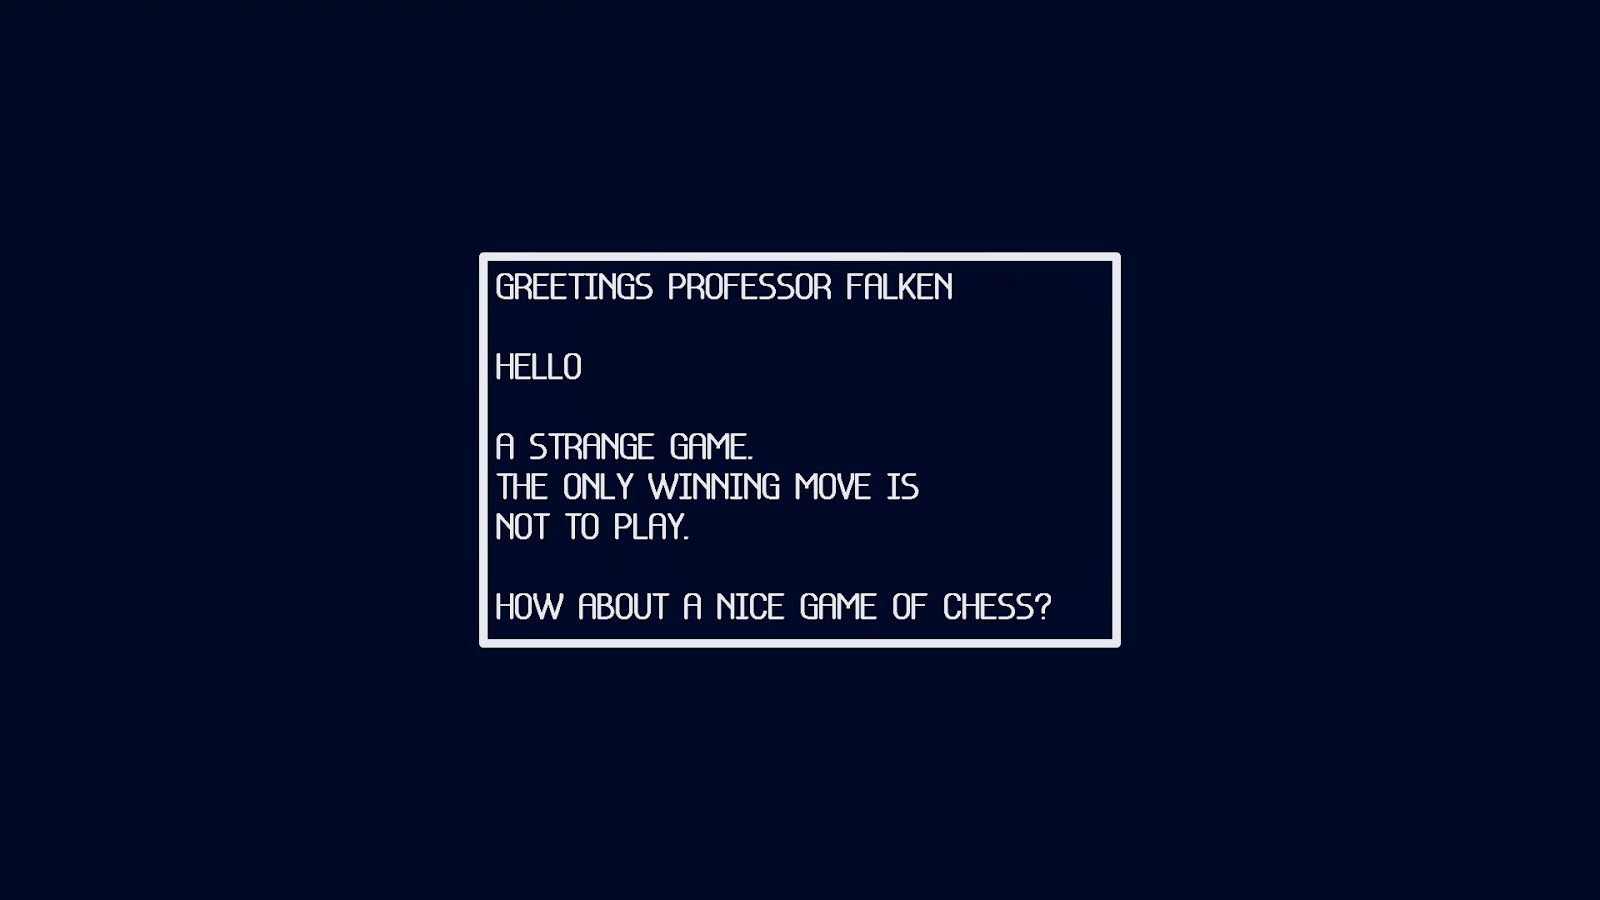 GREETINGS PROFESSOR FALKEN
HELLO
A STRANGE GAME.
THE ONLY WINNING MOVE IS
NOT TO PLAY.
HOW ABOUT A NICE GAME OF CHESS?